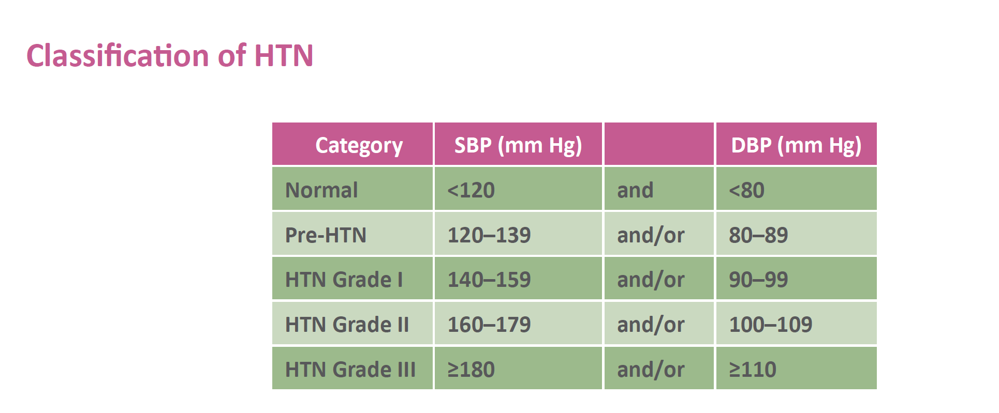 Classification of HTN
Category SBP (mm Hg) DBP (mm Hg)
Normal <120 and <80
Pre-HTN 120–139 and/or 80–89
HTN Grade I 140–159 and/or 90–99
HTN Grade II 160–179 and/or 100–109
HTN Grade III ≥180 and/or ≥110